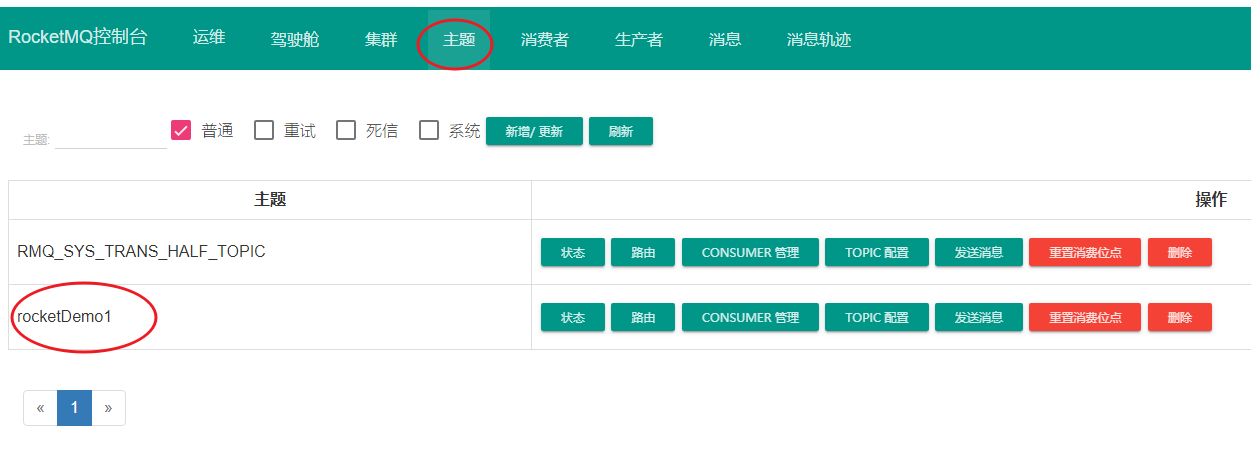 RocketMQ控制台 运维 驾驶舱 集群 主题 消费者 生产者 消息 消息轨迹
主题: 普通 重试 死信 系统 新增/ 更新 刷新
主题 操作
RMQ_SYS_TRANS_HALF_TOPIC 状态 路由 CONSUMER 管理 TOPIC 配置 发送消息 重置消费位点 删除
rocketDemo1 状态 路由 CONSUMER 管理 TOPIC 配置 发送消息 重置消费位点 删除
« 1 »